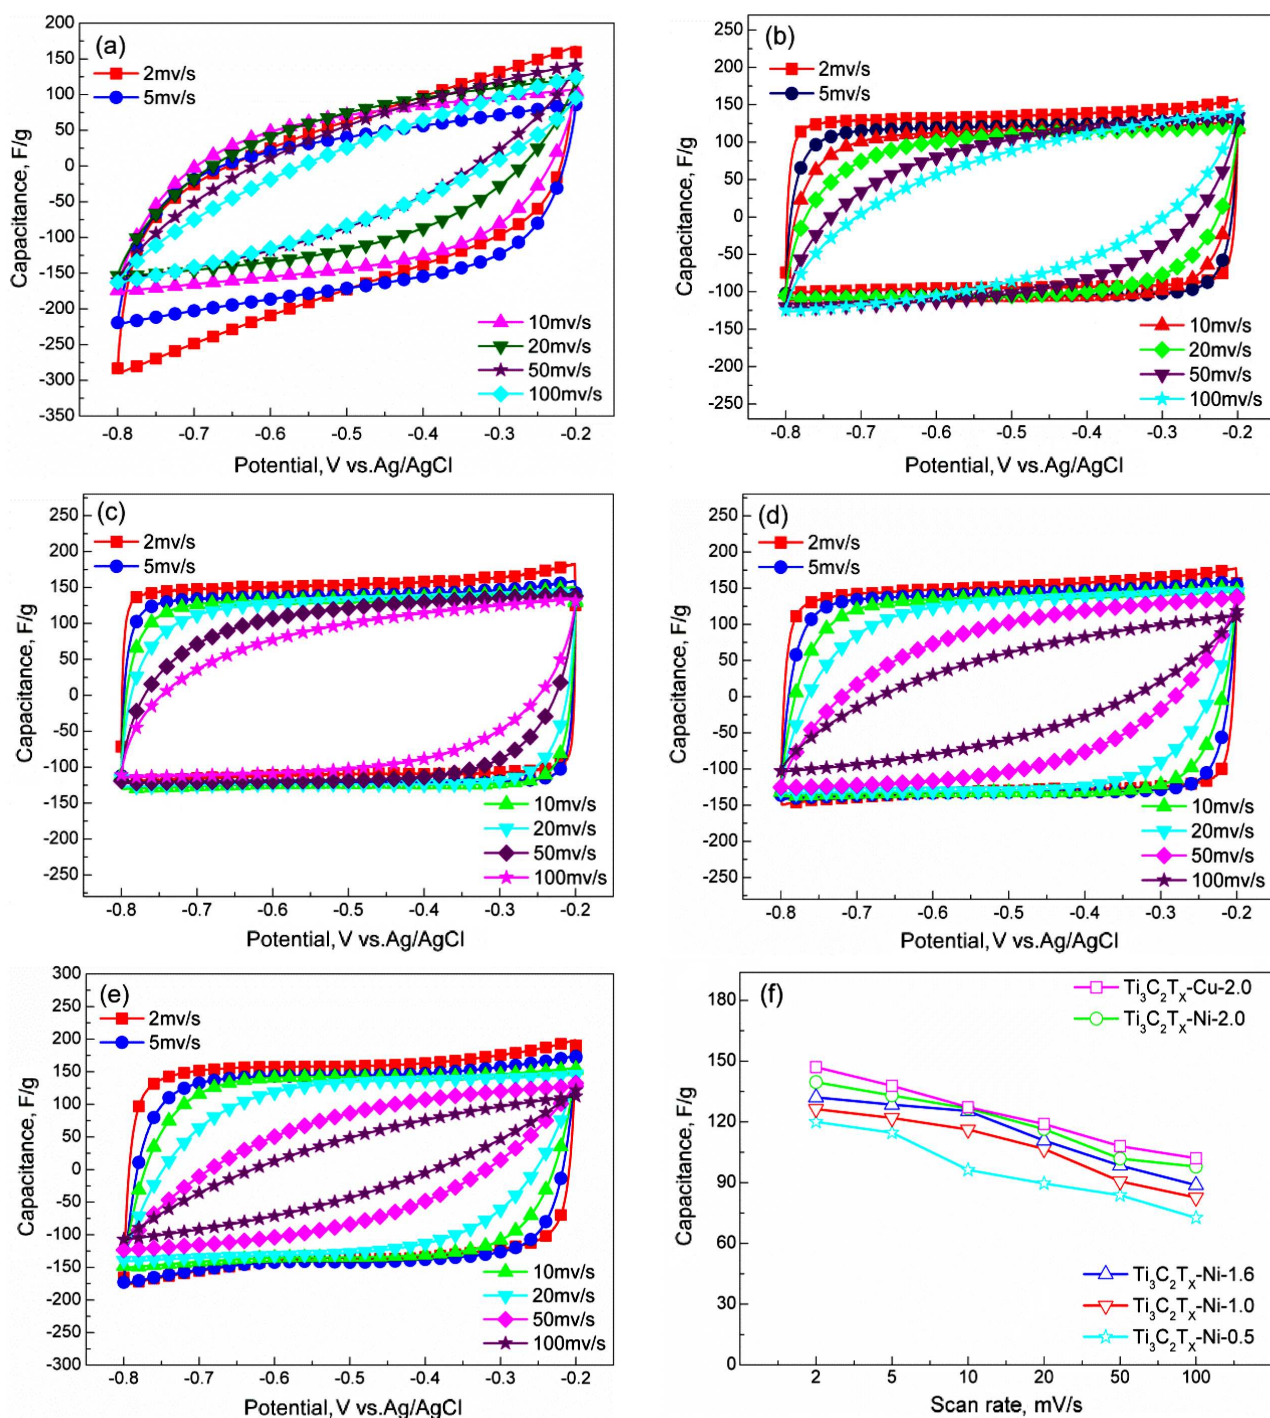 (a)
2mv/s
5mv/s
10mv/s
20mv/s
50mv/s
100mv/s
200
150
100
50
0
-50
-100
-150
-200
-250
-300
-350
Capacitance, F/g
-0.8 -0.7 -0.6 -0.5 -0.4 -0.3 -0.2
Potential, V vs.Ag/AgCl
(b)
2mv/s
5mv/s
10mv/s
20mv/s
50mv/s
100mv/s
250
200
150
100
50
0
-50
-100
-150
-200
-250
Capacitance, F/g
-0.8 -0.7 -0.6 -0.5 -0.4 -0.3 -0.2
Potential, V vs.Ag/AgCl
(c)
2mv/s
5mv/s
10mv/s
20mv/s
50mv/s
100mv/s
250
200
150
100
50
0
-50
-100
-150
-200
-250
Capacitance, F/g
-0.8 -0.7 -0.6 -0.5 -0.4 -0.3 -0.2
Potential, V vs.Ag/AgCl
(d)
2mv/s
5mv/s
10mv/s
20mv/s
50mv/s
100mv/s
250
200
150
100
50
0
-50
-100
-150
-200
-250
Capacitance, F/g
-0.8 -0.7 -0.6 -0.5 -0.4 -0.3 -0.2
Potential, V vs.Ag/AgCl
(e)
2mv/s
5mv/s
10mv/s
20mv/s
50mv/s
100mv/s
300
250
200
150
100
50
0
-50
-100
-150
-200
-250
-300
Capacitance, F/g
-0.8 -0.7 -0.6 -0.5 -0.4 -0.3 -0.2
Potential, V vs.Ag/AgCl
(f)
Ti₃C₂Tₓ-Cu-2.0
Ti₃C₂Tₓ-Ni-2.0
Ti₃C₂Tₓ-Ni-1.6
Ti₃C₂Tₓ-Ni-1.0
Ti₃C₂Tₓ-Ni-0.5
180
150
120
90
60
30
0
Capacitance, F/g
2 5 10 20 50 100
Scan rate, mV/s